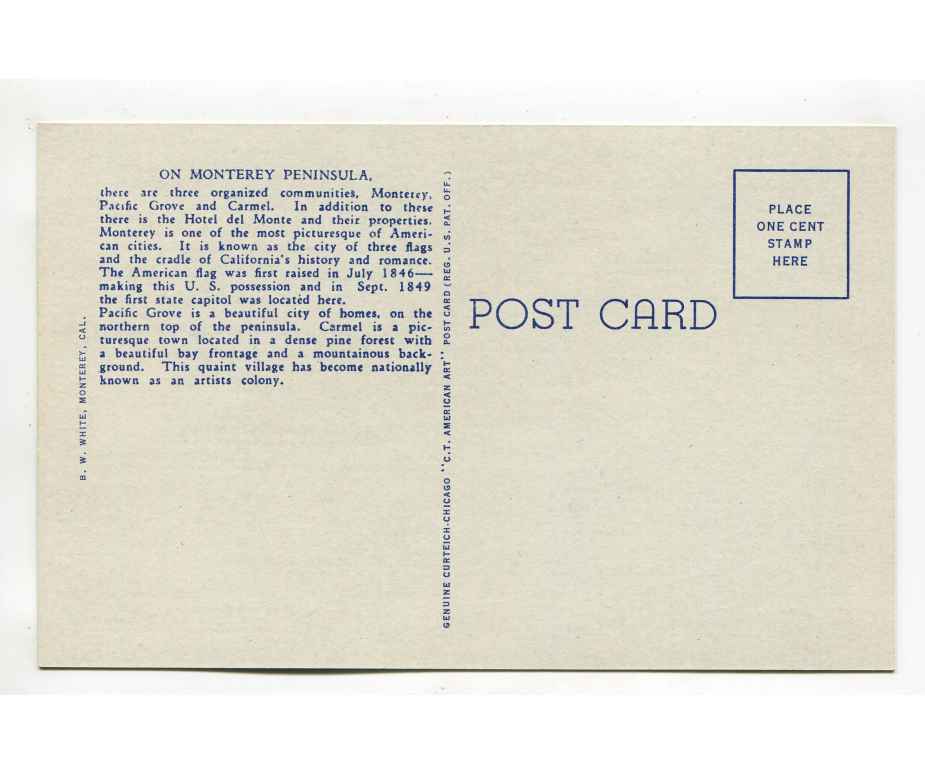 ON MONTEREY PENINSULA,
there are three organized communities, Monterey,
Pacific Grove and Carmel. In addition to these
there is the Hotel del Monte and their properties.
Monterey is one of the most picturesque of Ameri-
can cities. It is known as the city of three flags
and the cradle of California's history and romance.
The American flag was first raised in July 1846—
making this U. S. possession and in Sept. 1849
the first state capitol was located here.
Pacific Grove is a beautiful city of homes, on the
northern top of the peninsula. Carmel is a pic-
turesque town located in a dense pine forest with
a beautiful bay frontage and a mountainous back-
ground. This quaint village has become nationally
known as an artists colony.
B. W. WHITE, MONTEREY, CAL.
GENUINE CURTEICH-CHICAGO "C.T. AMERICAN ART" POST CARD (REG. U.S. PAT. OFF.)
POST CARD
PLACE
ONE CENT
STAMP
HERE